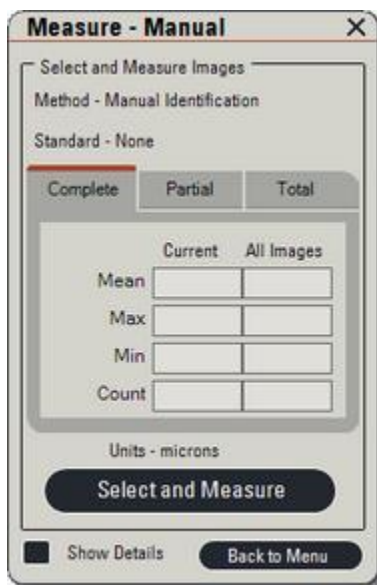 Measure - Manual
Select and Measure Images
Method - Manual Identification
Standard - None
Complete Partial Total
Current All Images
Mean
Max
Min
Count
Units - microns
Select and Measure
Show Details Back to Menu